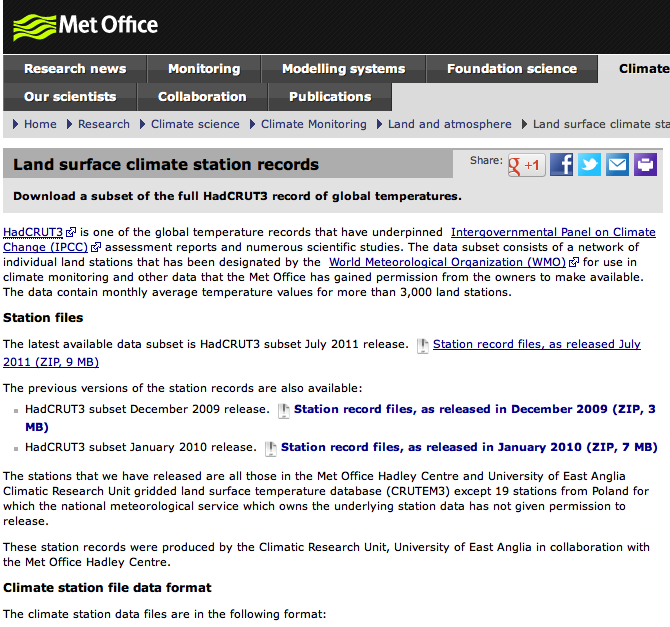 Met Office
Research news Monitoring Modelling systems Foundation science Climate
Our scientists Collaboration Publications
Home Research Climate science Climate Monitoring Land and atmosphere Land surface climate sta
Land surface climate station records
Share: +1
Download a subset of the full HadCRUT3 record of global temperatures.
HadCRUT3 is one of the global temperature records that have underpinned Intergovernmental Panel on Climate
Change (IPCC) assessment reports and numerous scientific studies. The data subset consists of a network of
individual land stations that has been designated by the World Meteorological Organization (WMO) for use in
climate monitoring and other data that the Met Office has gained permission from the owners to make available.
The data contain monthly average temperature values for more than 3,000 land stations.
Station files
The latest available data subset is HadCRUT3 subset July 2011 release. Station record files, as released July
2011 (ZIP, 9 MB)
The previous versions of the station records are also available:
HadCRUT3 subset December 2009 release. Station record files, as released in December 2009 (ZIP, 3
MB)
HadCRUT3 subset January 2010 release. Station record files, as released in January 2010 (ZIP, 7 MB)
The stations that we have released are all those in the Met Office Hadley Centre and University of East Anglia
Climatic Research Unit gridded land surface temperature database (CRUTEM3) except 19 stations from Poland for
which the national meteorological service which owns the underlying station data has not given permission to
release.
These station records were produced by the Climatic Research Unit, University of East Anglia in collaboration with
the Met Office Hadley Centre.
Climate station file data format
The climate station data files are in the following format: